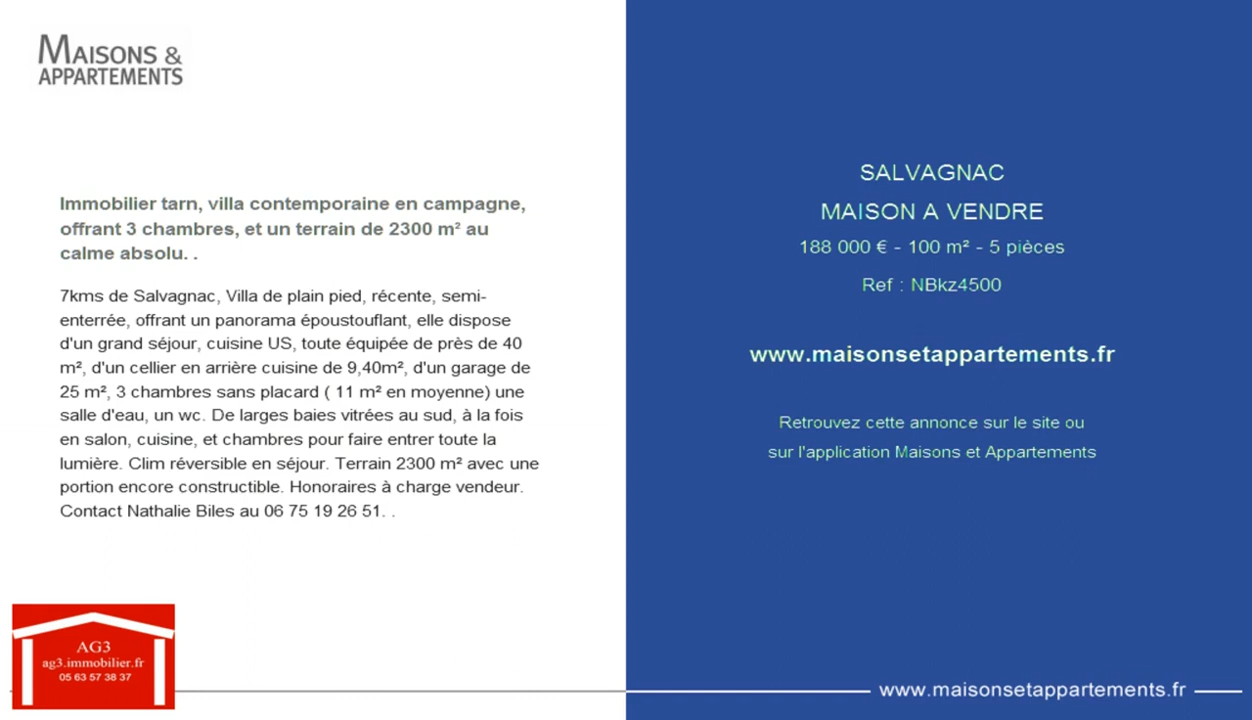 MAISONS &
APPARTEMENTS
Immobilier tarn, villa contemporaine en campagne,
offrant 3 chambres, et un terrain de 2300 m² au
calme absolu. .
7kms de Salvagnac, Villa de plain pied, récente, semi-
enterrée, offrant un panorama époustouflant, elle dispose
d'un grand séjour, cuisine US, toute équipée de près de 40
m², d'un cellier en arrière cuisine de 9,40m², d'un garage de
25 m², 3 chambres sans placard ( 11 m² en moyenne) une
salle d'eau, un wc. De larges baies vitrées au sud, à la fois
en salon, cuisine, et chambres pour faire entrer toute la
lumière. Clim réversible en séjour. Terrain 2300 m² avec une
portion encore constructible. Honoraires à charge vendeur.
Contact Nathalie Biles au 06 75 19 26 51. .
AG3
ag3.immobilier.fr
05 63 57 38 37
SALVAGNAC
MAISON A VENDRE
188 000 € - 100 m² - 5 pièces
Ref : NBkz4500
www.maisonsetappartements.fr
Retrouvez cette annonce sur le site ou
sur l'application Maisons et Appartements
www.maisonsetappartements.fr